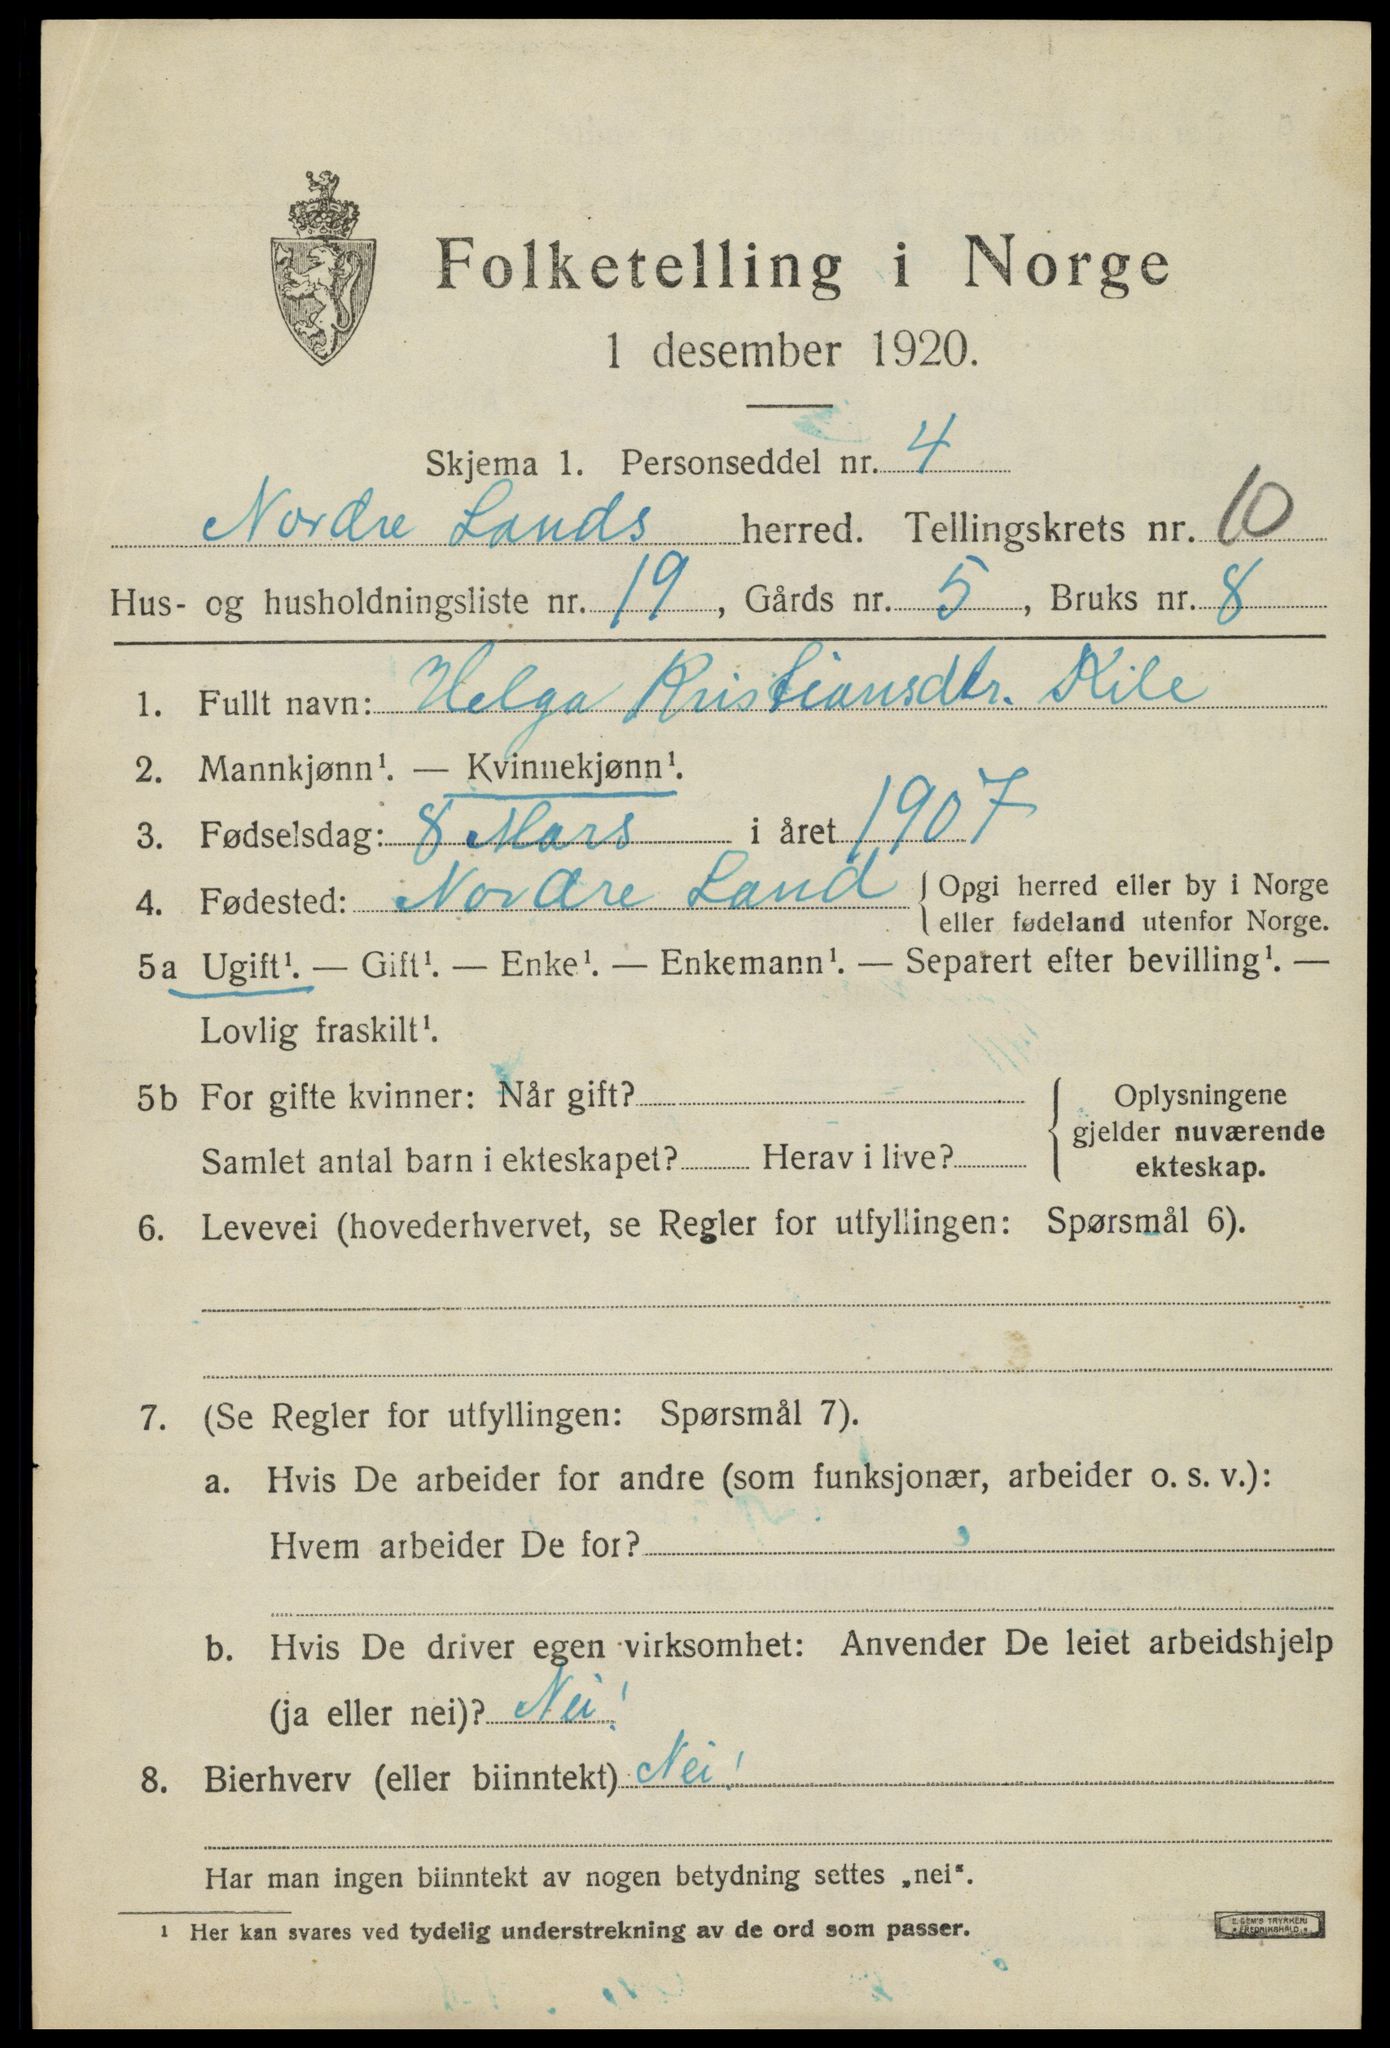 Folketelling i Norge
1 desember 1920.
Skjema 1. Personseddel nr. 4
Nordre Lands herred. Tellingskrets nr. 10
Hus- og husholdningsliste nr. 19, Gårds nr. 5, Bruks nr. 8
1. Fullt navn: Helga Kristiansdtr. Kile
2. Mannkjønn¹. — Kvinnekjønn¹.
3. Fødselsdag: 8 Mars i året 1907
4. Fødested: Nordre Land { Opgi herred eller by i Norge
eller fødeland utenfor Norge.
5a Ugift¹. — Gift¹. — Enke¹. — Enkemann¹. — Separert efter bevilling¹. —
Lovlig fraskilt¹.
5b For gifte kvinner: Når gift?
Samlet antal barn i ekteskapet? Herav i live?
Oplysningene
gjelder nuværende
ekteskap.
6. Levevei (hovederhvervet, se Regler for utfyllingen: Spørsmål 6).
7. (Se Regler for utfyllingen: Spørsmål 7).
a. Hvis De arbeider for andre (som funksjonær, arbeider o. s. v.):
Hvem arbeider De for?
b. Hvis De driver egen virksomhet: Anvender De leiet arbeidshjelp
(ja eller nei)? Nei!
8. Bierhverv (eller biinntekt) Nei!
Har man ingen biinntekt av nogen betydning settes „nei“.
¹ Her kan svares ved tydelig understrekning av de ord som passer.
E. SEM'S TRYKKERI
FREDRIKSHALD